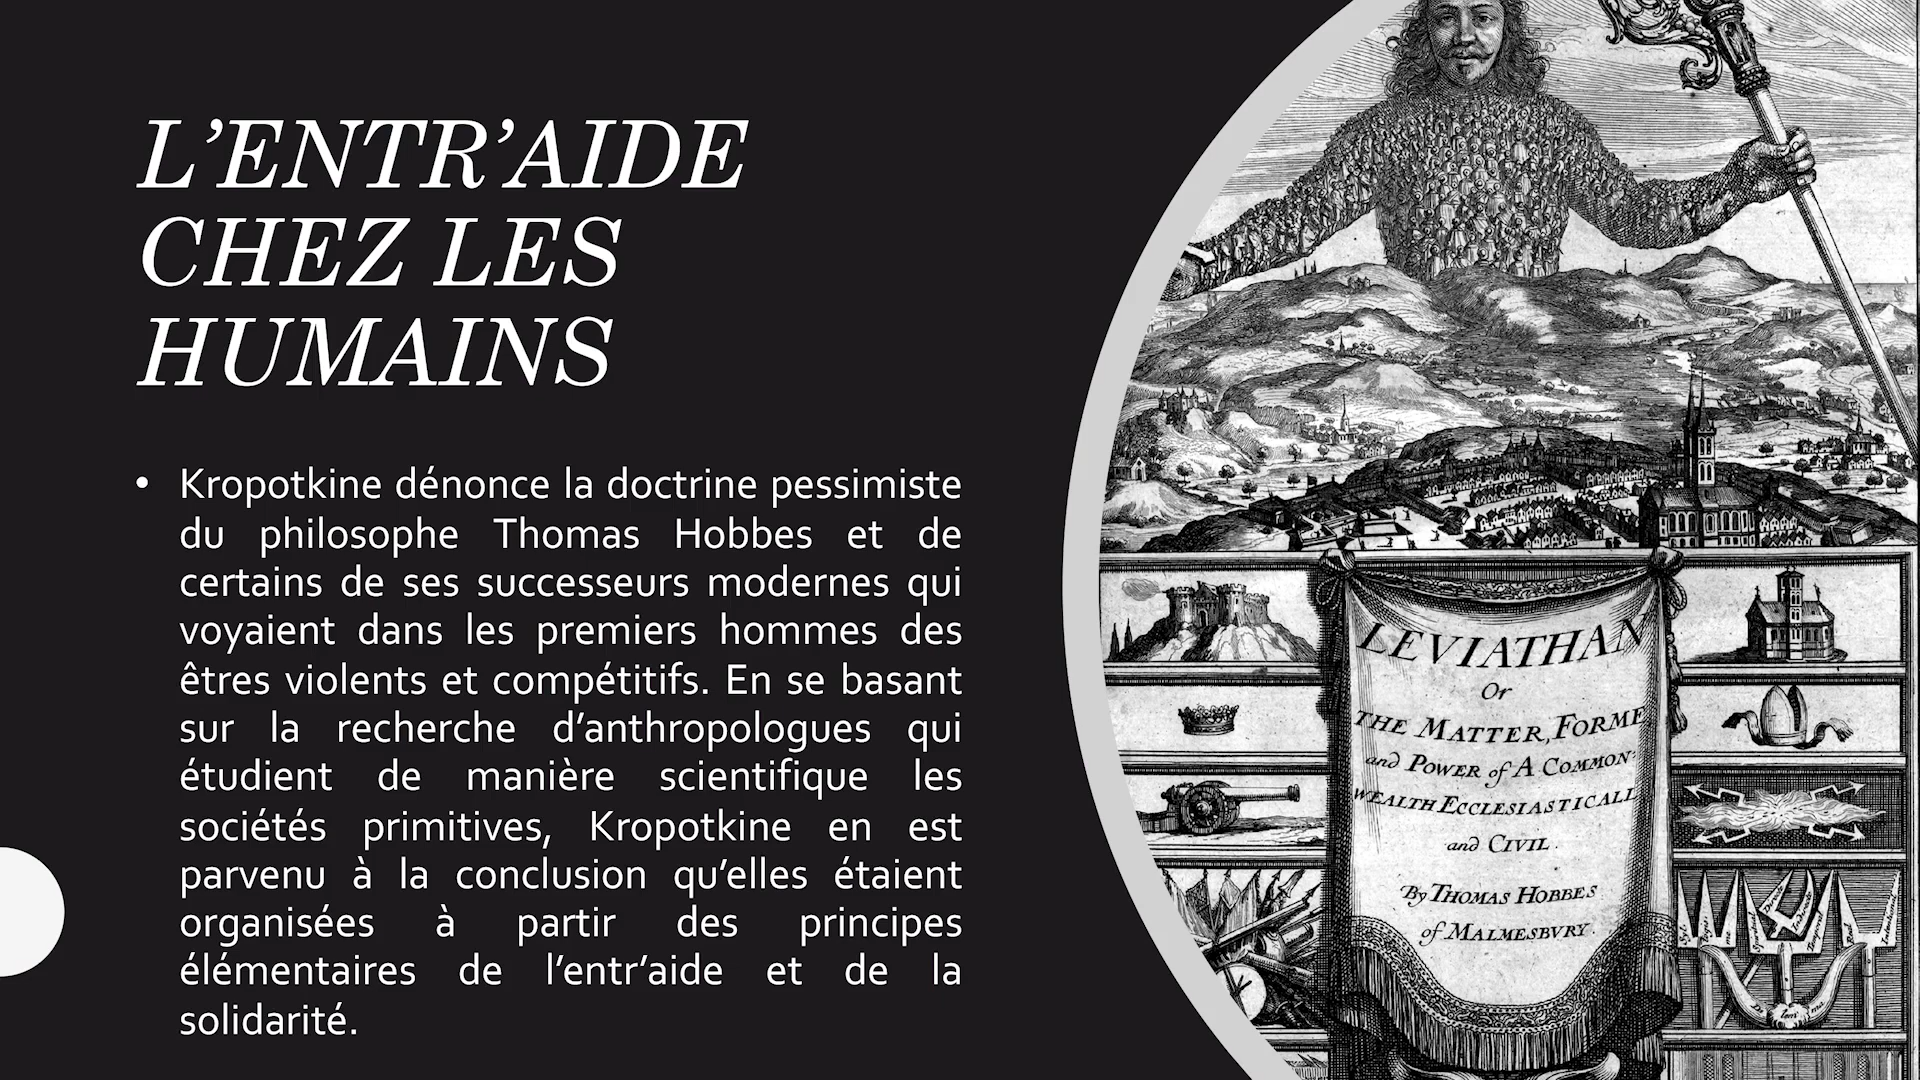 L’ENTR’AIDE
CHEZ LES
HUMAINS
• Kropotkine dénonce la doctrine pessimiste
du philosophe Thomas Hobbes et de
certains de ses successeurs modernes qui
voyaient dans les premiers hommes des
êtres violents et compétitifs. En se basant
sur la recherche d’anthropologues qui
étudient de manière scientifique les
sociétés primitives, Kropotkine en est
parvenu à la conclusion qu’elles étaient
organisées à partir des principes
élémentaires de l’entr’aide et de la
solidarité.
LEVIATHAN
Or
THE MATTER, FORME
and POWER of A COMMON-
WEALTH ECCLESIASTICALL
and CIVIL.
By THOMAS HOBBES
of MALMESBVRY.